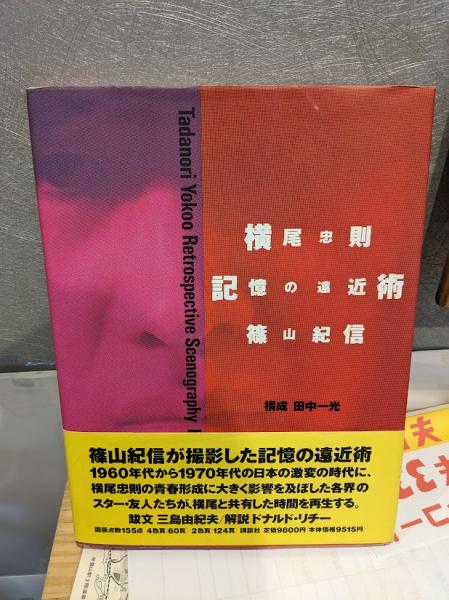 Tadanori Yokoo Retrospective Scenography
横尾忠則
記憶の遠近術
篠山紀信
構成 田中一光
篠山紀信が撮影した記憶の遠近術
1960年代から1970年代の日本の激変の時代に、
横尾忠則の青春形成に大きく影響を及ぼした各界の
スター・友人たちが、横尾と共有した時間を再生する。
跋文 三島由紀夫/解説 ドナルド・リチー
図版点数155点 4色頁(60頁) 2色頁(124頁) 講談社 定価9800円(本体価格9515円)